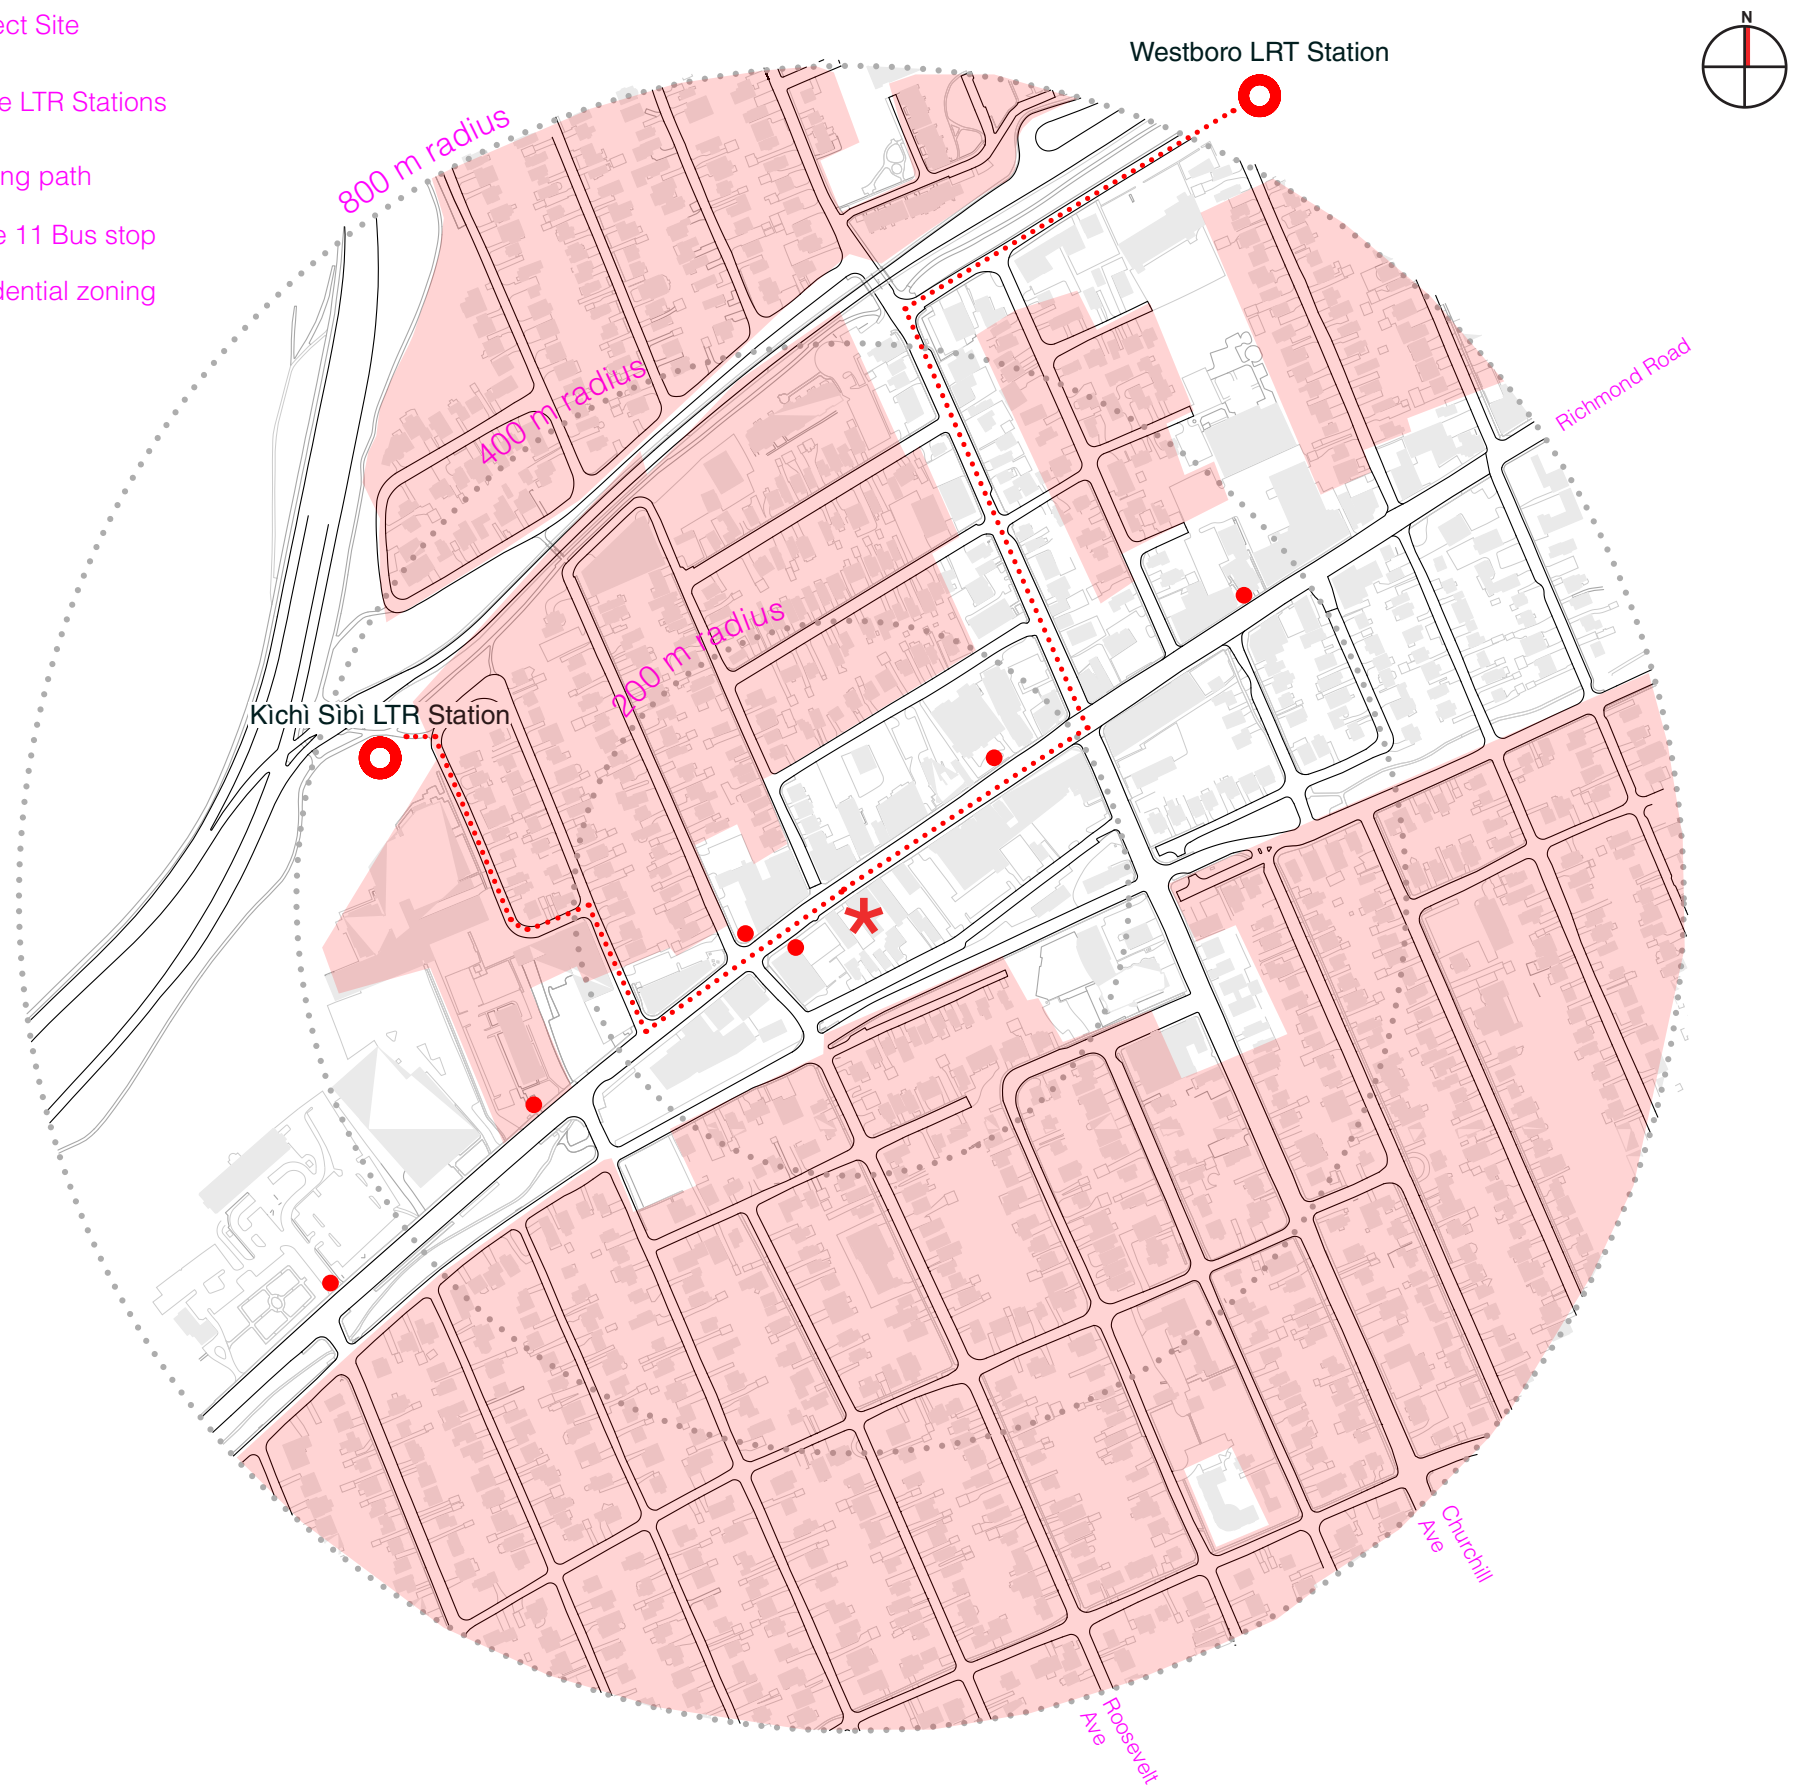 ect Site
e LTR Stations
ng path
e 11 Bus stop
dential zoning
N
Westboro LRT Station
800 m radius
400 m radius
Richmond Road
200 m radius
Kìchì Sìbì LTR Station
*
Churchill
Ave
Roosevelt
Ave